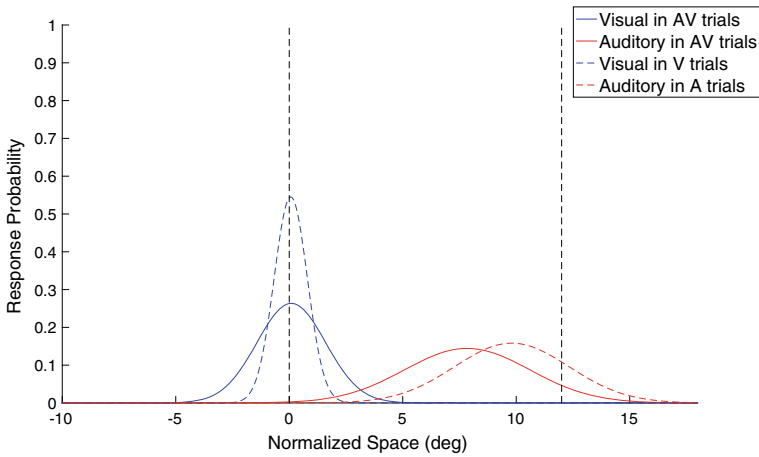 Visual in AV trials
Auditory in AV trials
Visual in V trials
Auditory in A trials
Response Probability
1
0.9
0.8
0.7
0.6
0.5
0.4
0.3
0.2
0.1
0
-10 -5 0 5 10 15
Normalized Space (deg)